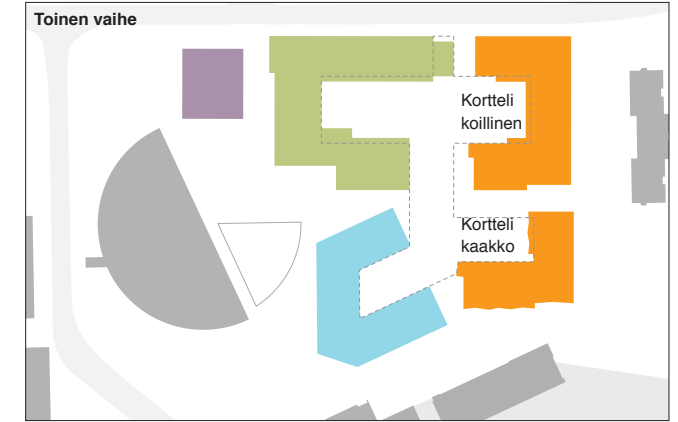 Toinen vaihe
Kortteli
koillinen
Kortteli
kaakko